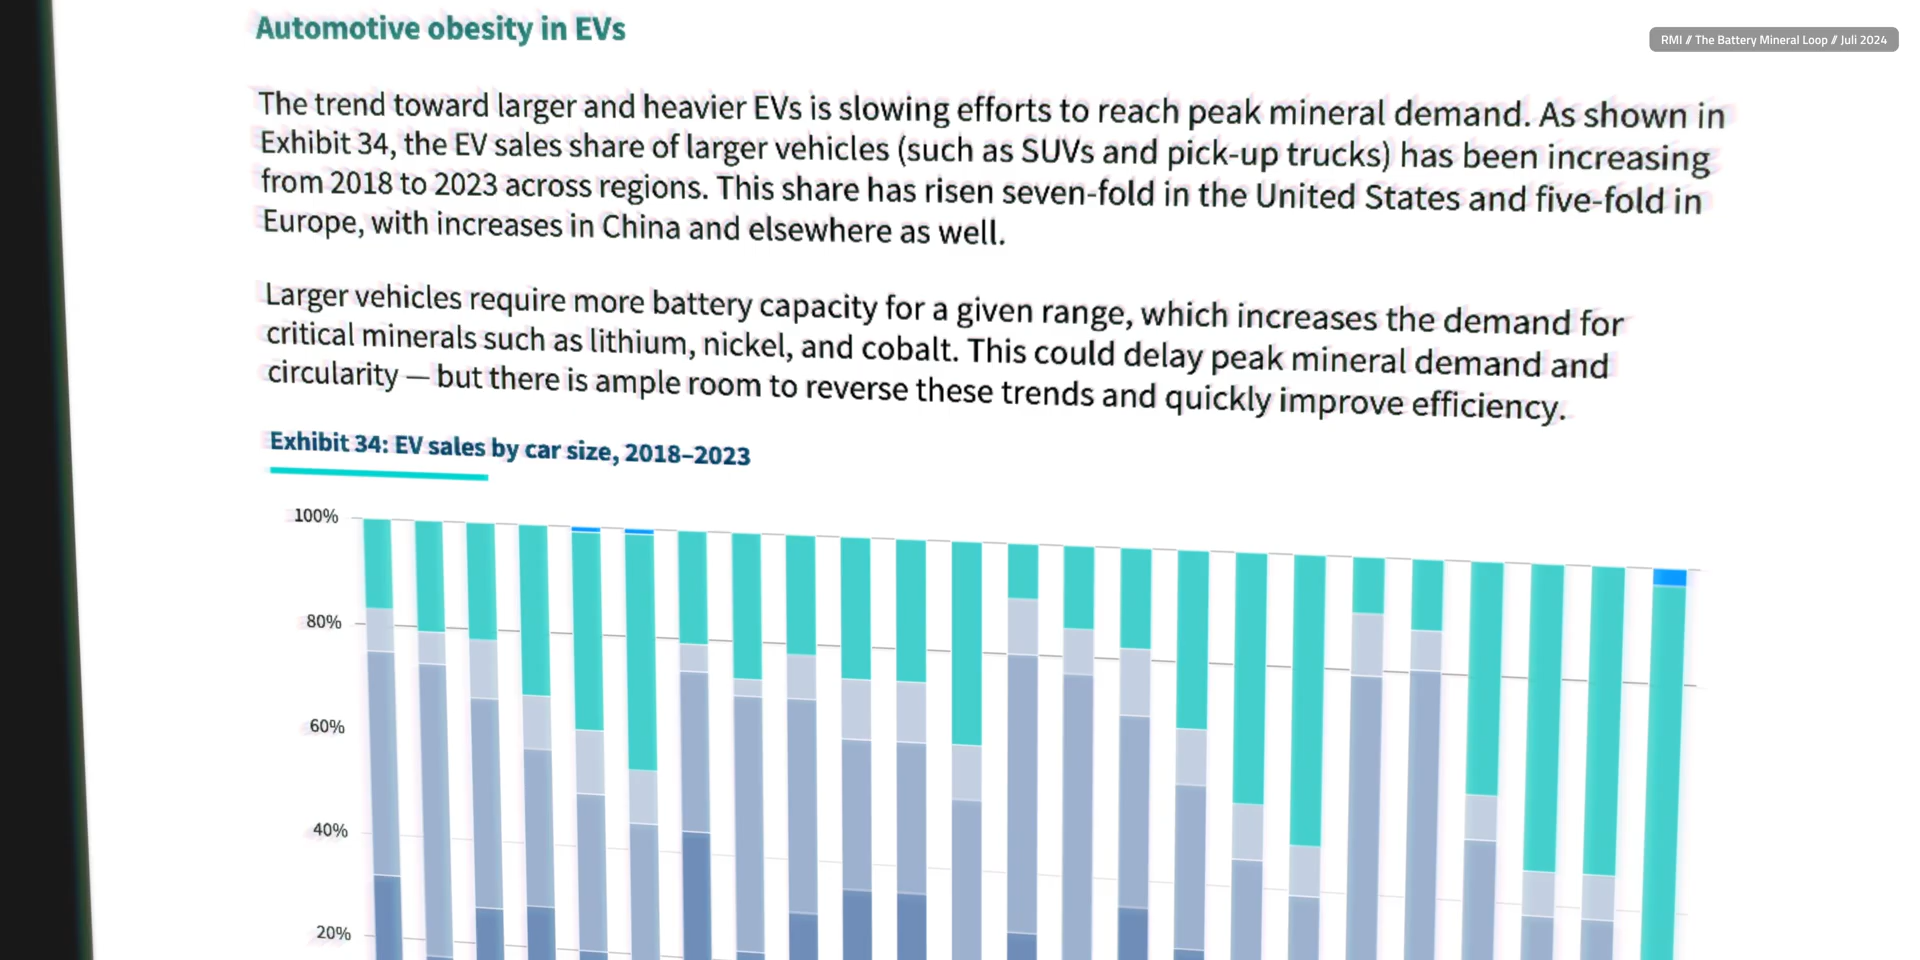 RMI // The Battery Mineral Loop // Juli 2024
Automotive obesity in EVs
The trend toward larger and heavier EVs is slowing efforts to reach peak mineral demand. As shown in
Exhibit 34, the EV sales share of larger vehicles (such as SUVs and pick-up trucks) has been increasing
from 2018 to 2023 across regions. This share has risen seven-fold in the United States and five-fold in
Europe, with increases in China and elsewhere as well.
Larger vehicles require more battery capacity for a given range, which increases the demand for
critical minerals such as lithium, nickel, and cobalt. This could delay peak mineral demand and
circularity — but there is ample room to reverse these trends and quickly improve efficiency.
Exhibit 34: EV sales by car size, 2018–2023
100%
80%
60%
40%
20%